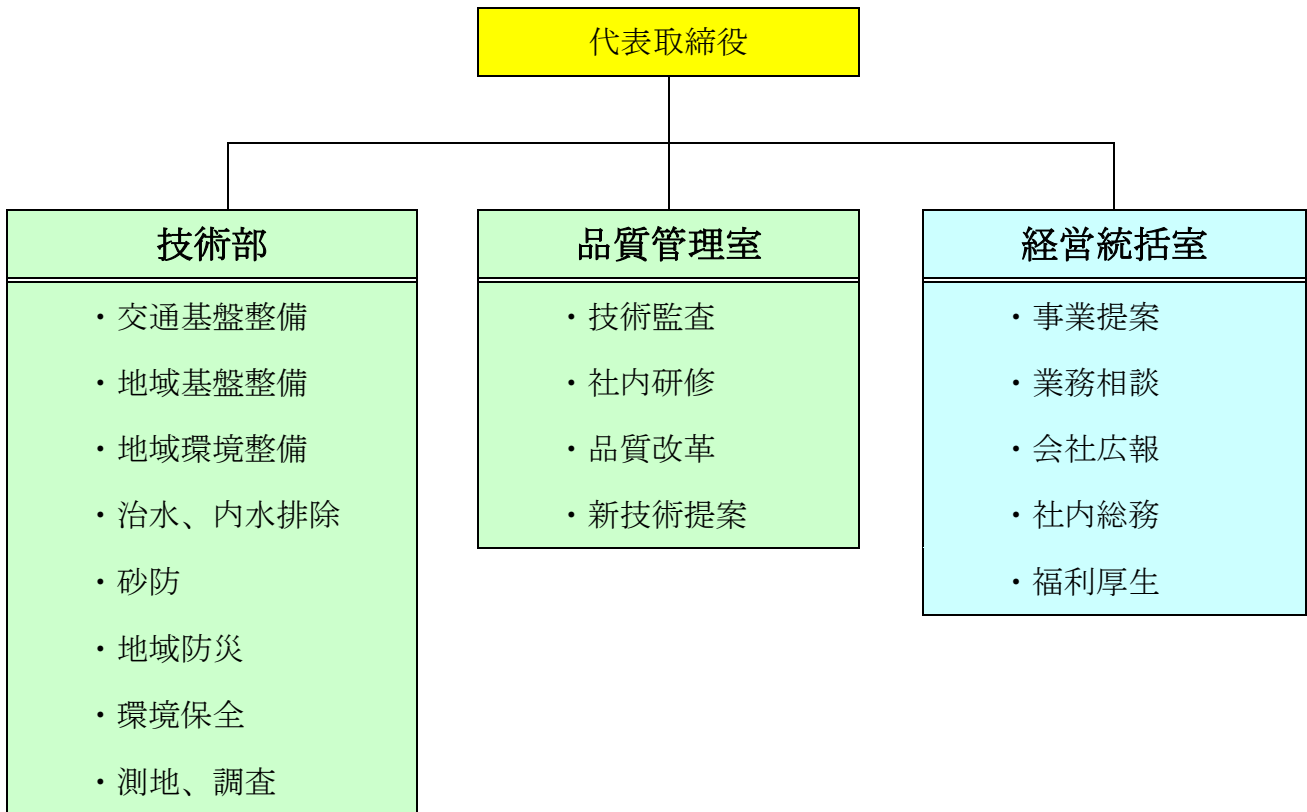 代表取締役
技術部
・交通基盤整備
・地域基盤整備
・地域環境整備
・治水、内水排除
・砂防
・地域防災
・環境保全
・測地、調査
品質管理室
・技術監査
・社内研修
・品質改革
・新技術提案
経営統括室
・事業提案
・業務相談
・会社広報
・社内総務
・福利厚生